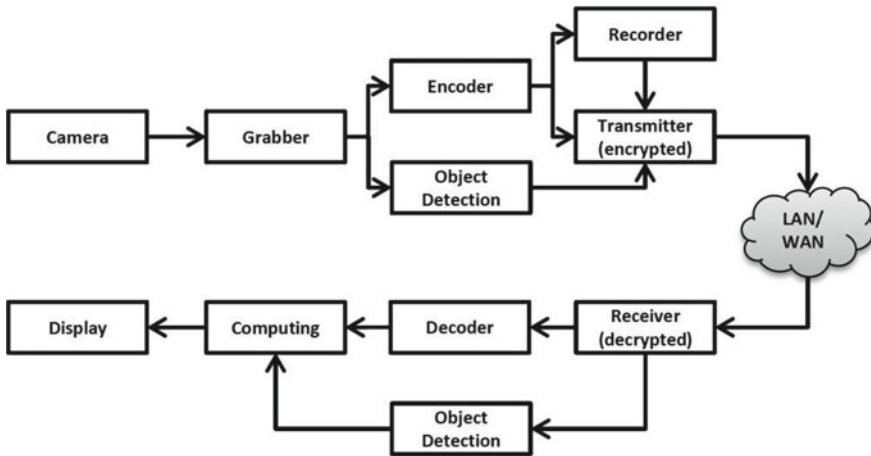 Recorder
Encoder
Camera
Grabber
Transmitter
(encrypted)
Object
Detection
LAN/
WAN
Display
Computing
Decoder
Receiver
(decrypted)
Object
Detection